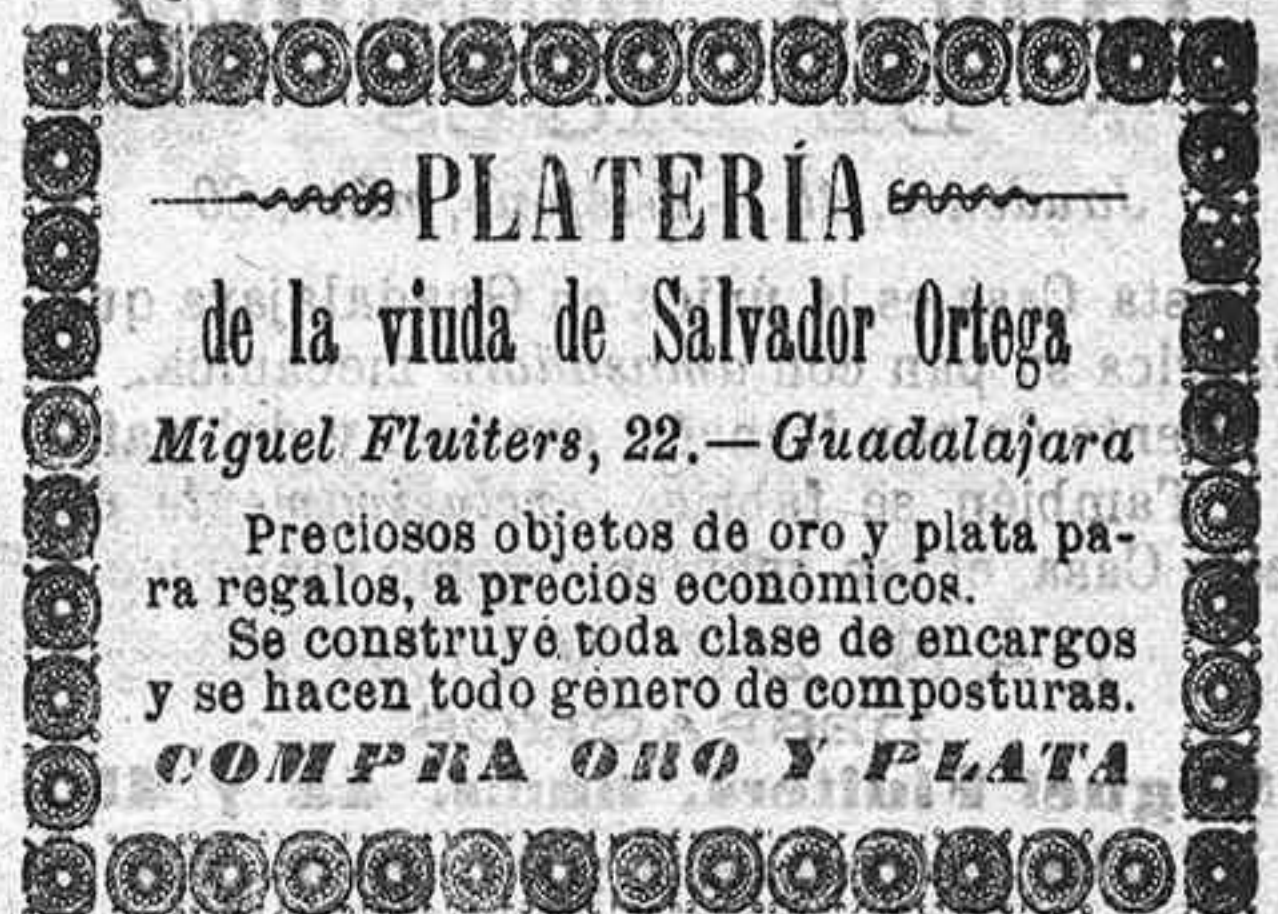 PLATERÍA
de la viuda de Salvador Ortega
Miguel Fluiters, 22.—Guadalajara
Preciosos objetos de oro y plata pa-
ra regalos, a precios económicos.
Se construye toda clase de encargos
y se hacen todo género de composturas.
COMPRA ORO Y PLATA